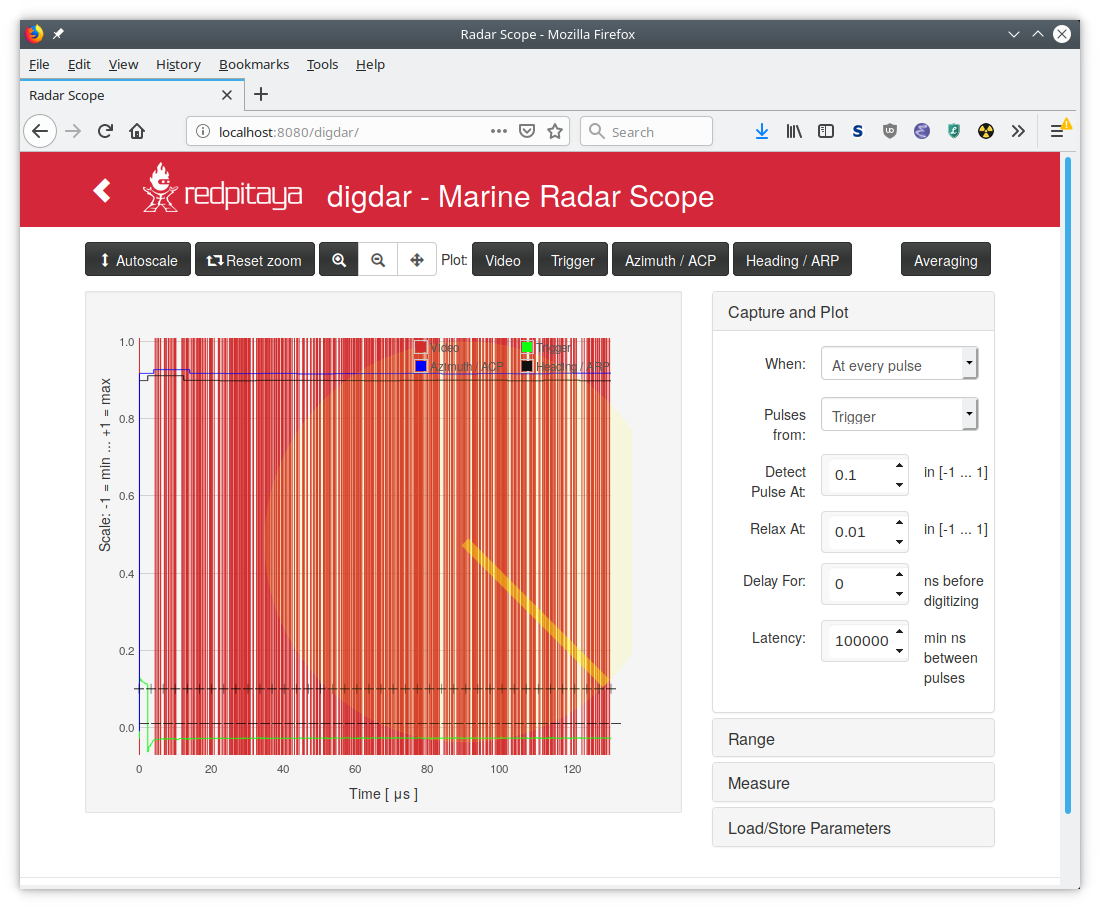 Radar Scope - Mozilla Firefox
File Edit View History Bookmarks Tools Help
Radar Scope
localhost:8080/digdar/
Search
S
redpitaya
digdar - Marine Radar Scope
Autoscale Reset zoom Plot: Video Trigger Azimuth / ACP Heading / ARP Averaging
Video Trigger
Azimuth / ACP Heading / ARP
Scale: -1 = min ... +1 = max
1.0
0.8
0.6
0.4
0.2
0.0
0 20 40 60 80 100 120
Time [ µs ]
Capture and Plot
When: At every pulse
Pulses from: Trigger
Detect Pulse At: 0.1 in [-1 ... 1]
Relax At: 0.01 in [-1 ... 1]
Delay For: 0 ns before digitizing
Latency: 100000 min ns between pulses
Range
Measure
Load/Store Parameters